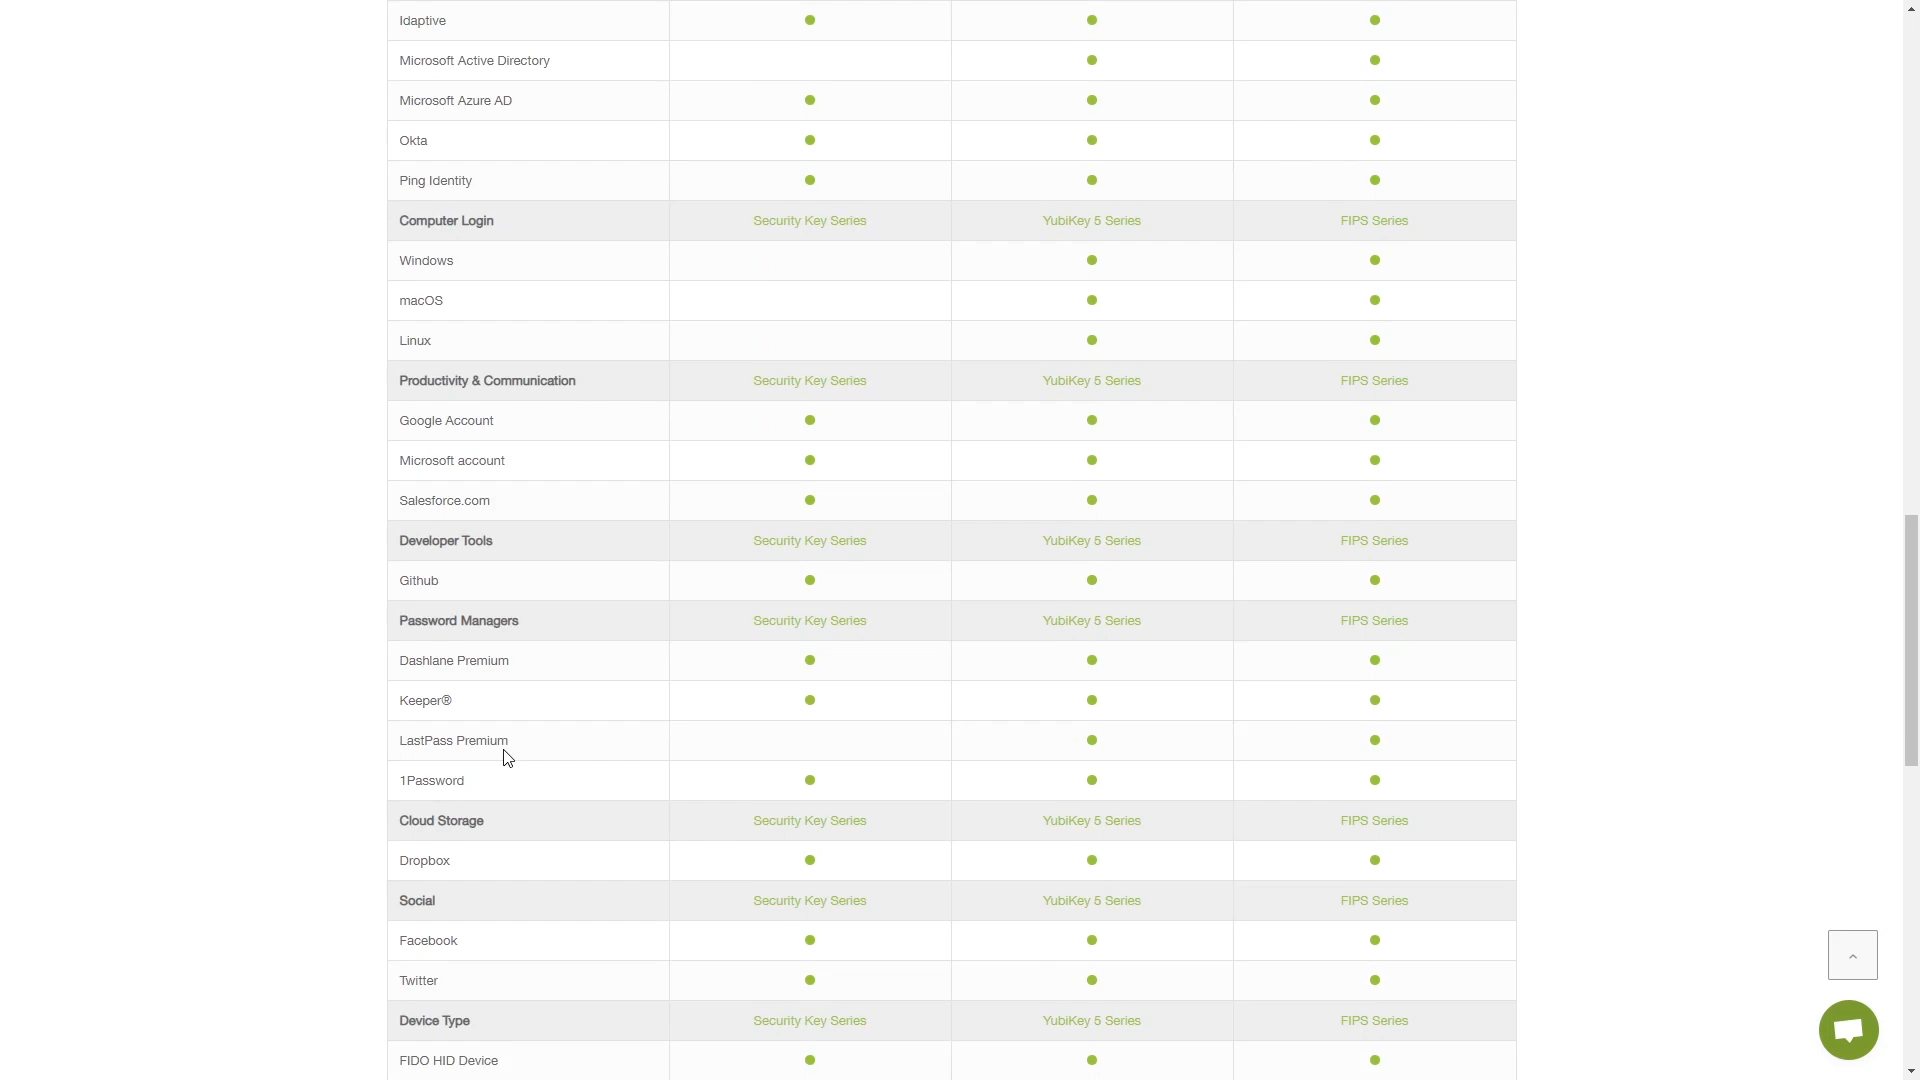 Idaptive
Microsoft Active Directory
Microsoft Azure AD
Okta
Ping Identity
Computer Login Security Key Series YubiKey 5 Series FIPS Series
Windows
macOS
Linux
Productivity & Communication Security Key Series YubiKey 5 Series FIPS Series
Google Account
Microsoft account
Salesforce.com
Developer Tools Security Key Series YubiKey 5 Series FIPS Series
Github
Password Managers Security Key Series YubiKey 5 Series FIPS Series
Dashlane Premium
Keeper®
LastPass Premium
1Password
Cloud Storage Security Key Series YubiKey 5 Series FIPS Series
Dropbox
Social Security Key Series YubiKey 5 Series FIPS Series
Facebook
Twitter
Device Type Security Key Series YubiKey 5 Series FIPS Series
FIDO HID Device